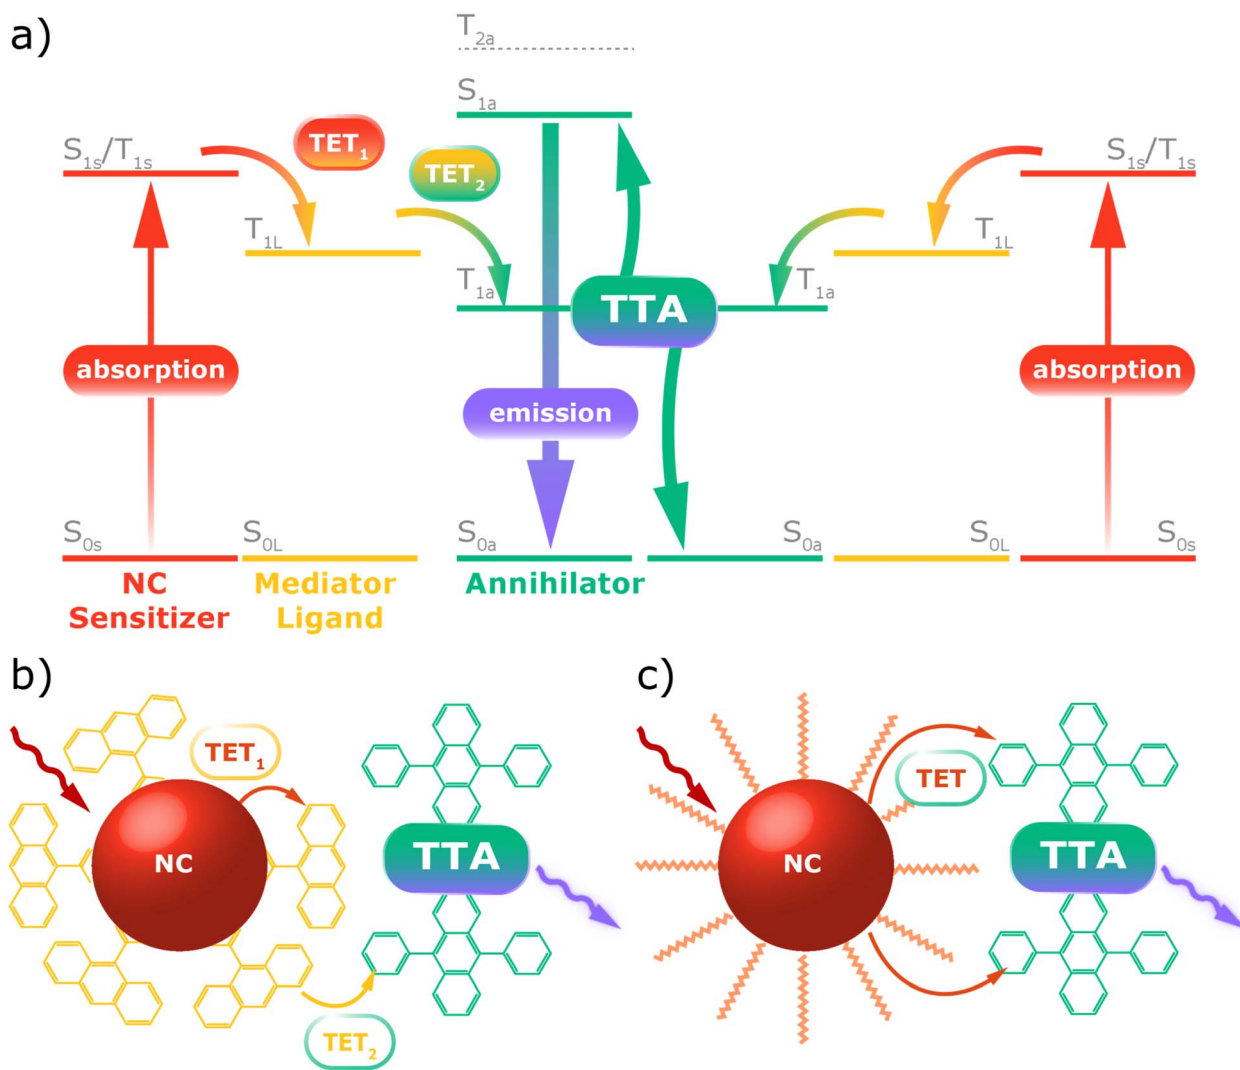 a)
T2a
S1a
S1s/T1s
TET1
TET2
S1s/T1s
T1L
T1L
T1a
TTA
T1a
absorption
absorption
emission
S0s
S0L
S0a
S0a
S0L
S0s
NC
Sensitizer
Mediator
Ligand
Annihilator
b)
TET1
NC
TTA
TET2
c)
TET
NC
TTA